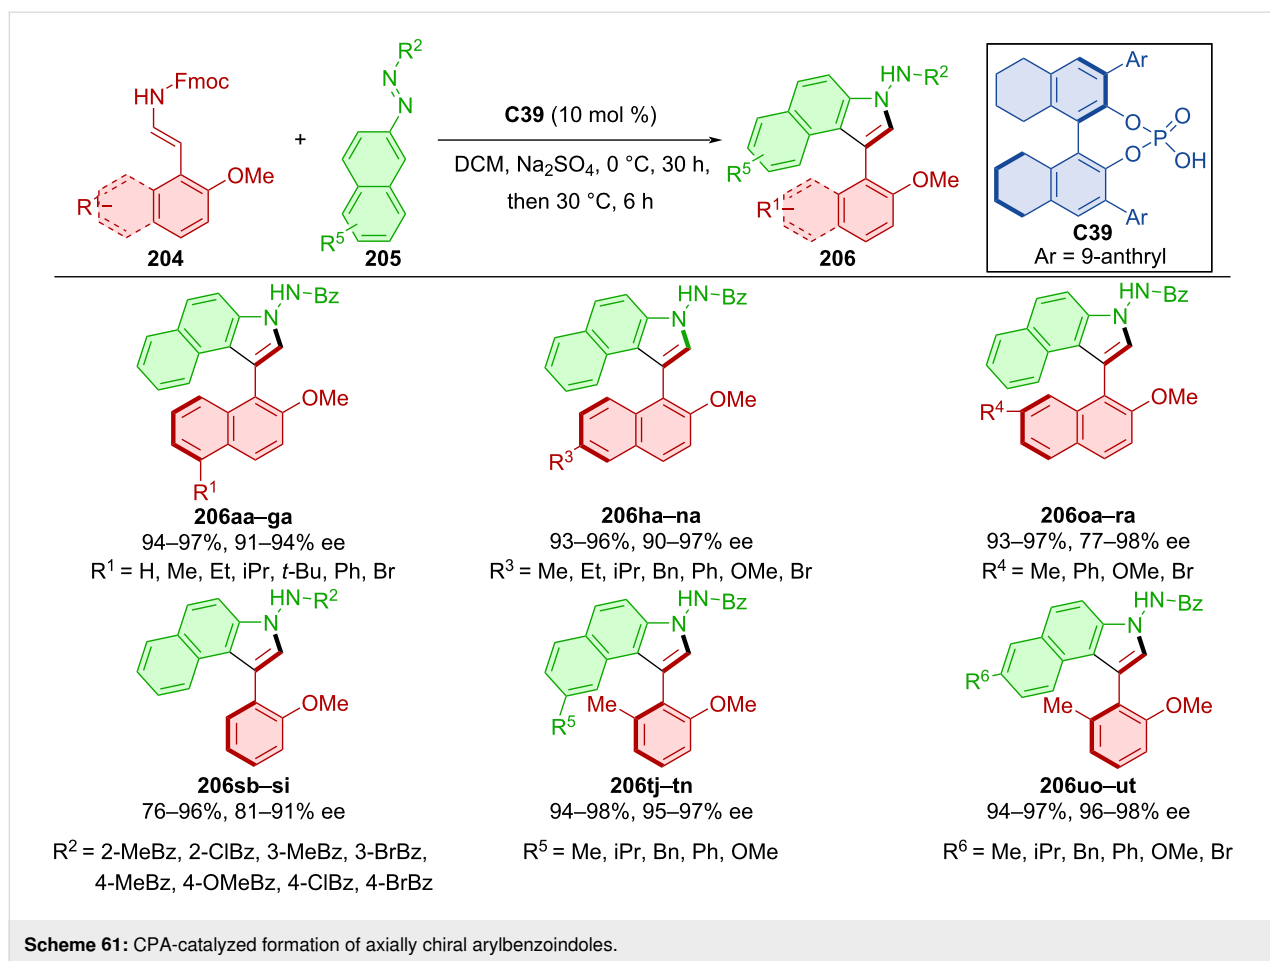 Fmoc
HN
OMe
R¹
204
+
R²
N
N
R⁵
205
C39 (10 mol %)
DCM, Na₂SO₄, 0 °C, 30 h,
then 30 °C, 6 h
HN
R²
N
R⁵
OMe
R¹
206
Ar
O
O
P
O
OH
Ar
C39
Ar = 9-anthryl
HN
Bz
N
OMe
R¹
206aa–ga
94–97%, 91–94% ee
R¹ = H, Me, Et, iPr, t-Bu, Ph, Br
HN
Bz
N
OMe
R³
206ha–na
93–96%, 90–97% ee
R³ = Me, Et, iPr, Bn, Ph, OMe, Br
HN
Bz
N
R⁴
OMe
206oa–ra
93–97%, 77–98% ee
R⁴ = Me, Ph, OMe, Br
HN
R²
N
OMe
206sb–si
76–96%, 81–91% ee
R² = 2-MeBz, 2-ClBz, 3-MeBz, 3-BrBz,
4-MeBz, 4-OMeBz, 4-ClBz, 4-BrBz
HN
Bz
N
R⁵
Me
OMe
206tj–tn
94–98%, 95–97% ee
R⁵ = Me, iPr, Bn, Ph, OMe
HN
Bz
N
R⁶
Me
OMe
206uo–ut
94–97%, 96–98% ee
R⁶ = Me, iPr, Bn, Ph, OMe, Br
Scheme 61: CPA-catalyzed formation of axially chiral arylbenzoindoles.